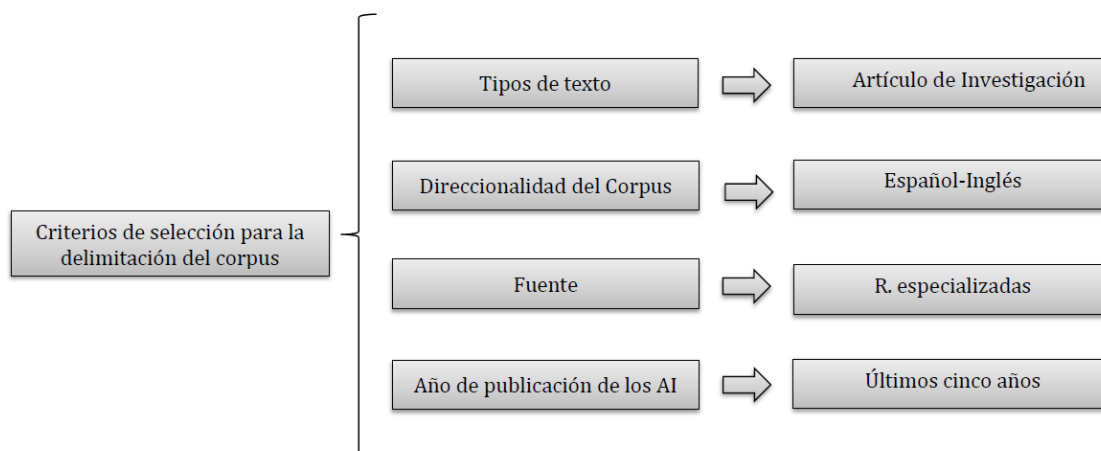 Criterios de selección para la
delimitación del corpus
Tipos de texto
Artículo de Investigación
Direccionalidad del Corpus
Español-Inglés
Fuente
R. especializadas
Año de publicación de los AI
Últimos cinco años